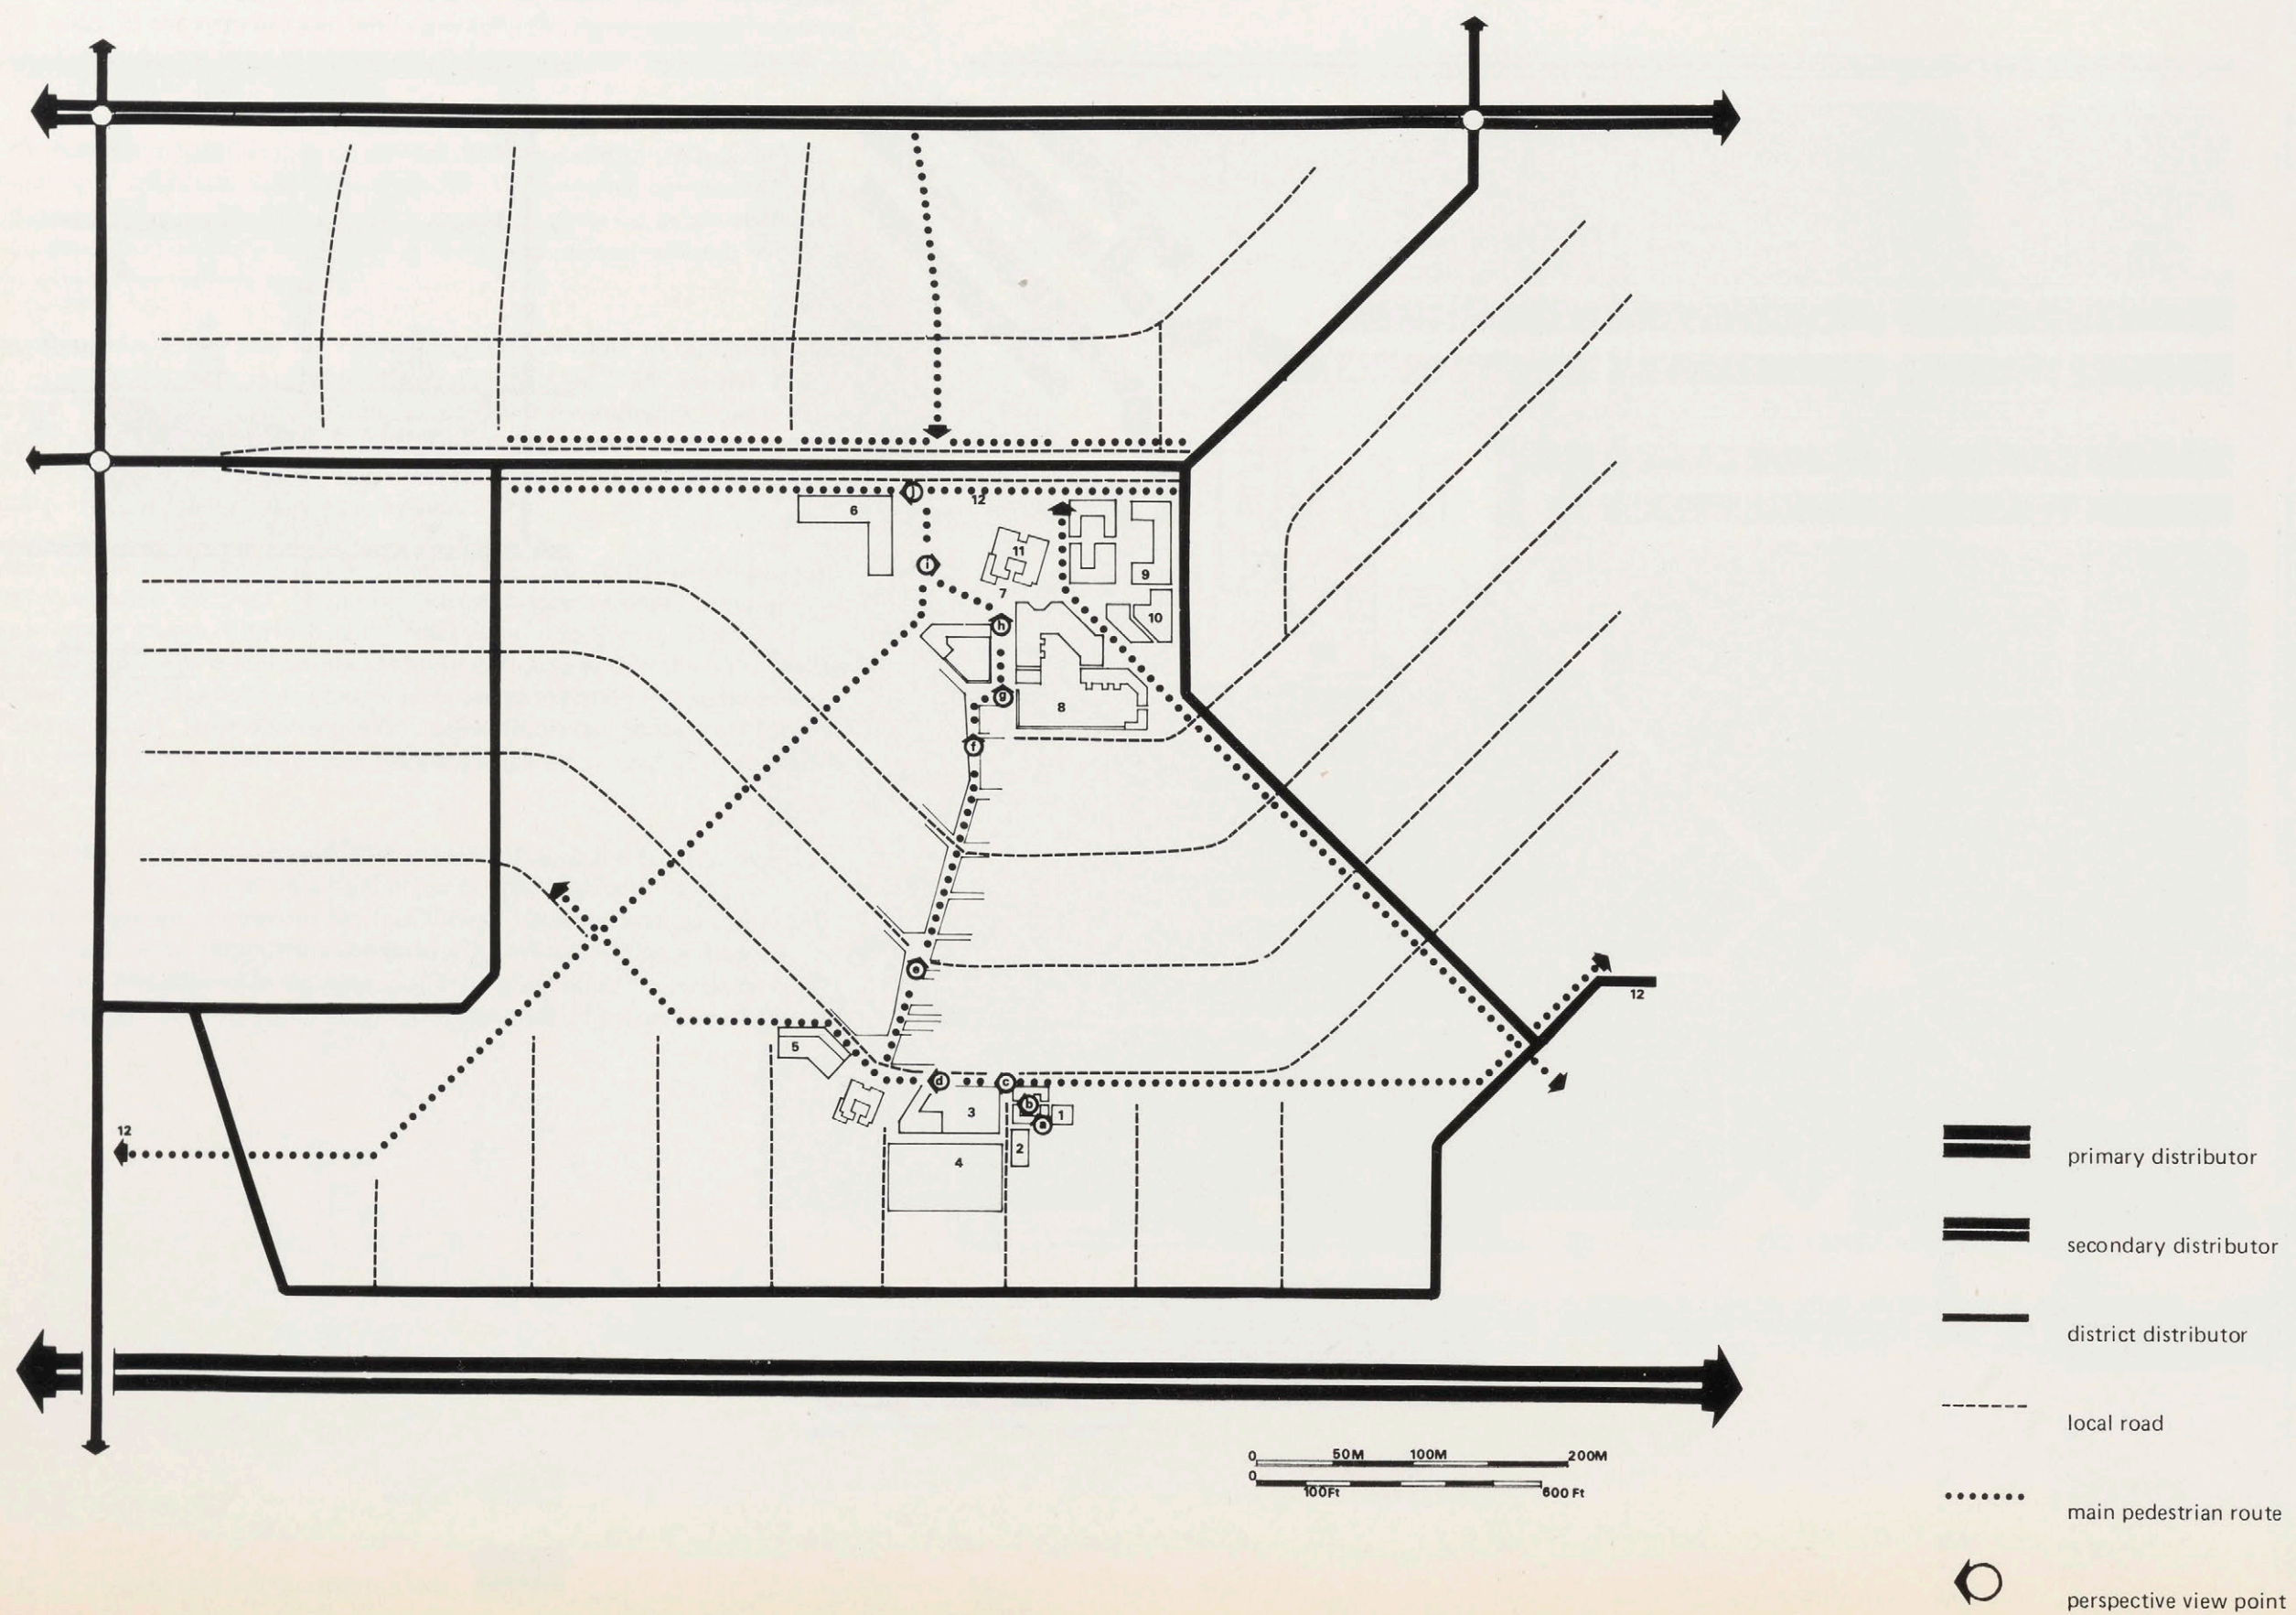 12
6
j
11
i
9
7
10
h
g
8
f
e
12
5
d
c
b
3
1
a
12
2
4
primary distributor
secondary distributor
district distributor
local road
main pedestrian route
perspective view point
0 50M 100M 200M
0
100Ft 600 Ft